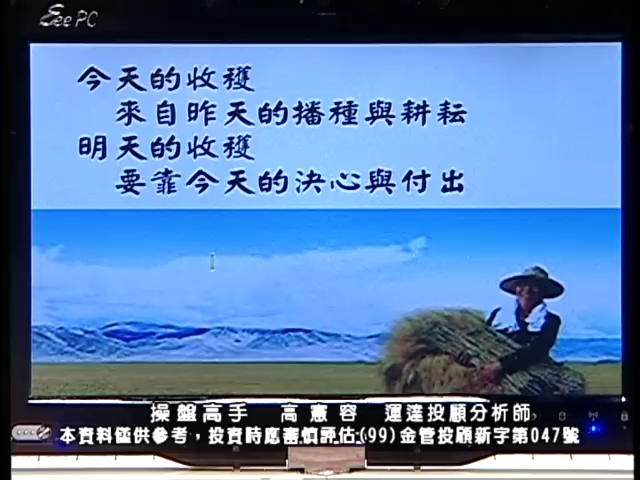 Eee PC
今天的收穫
來自昨天的播種與耕耘
明天的收穫
要靠今天的決心與付出
操盤高手 高憲容 運達投顧分析師
本資料僅供參考，投資時應審慎評估(99)金管投顧新字第047號